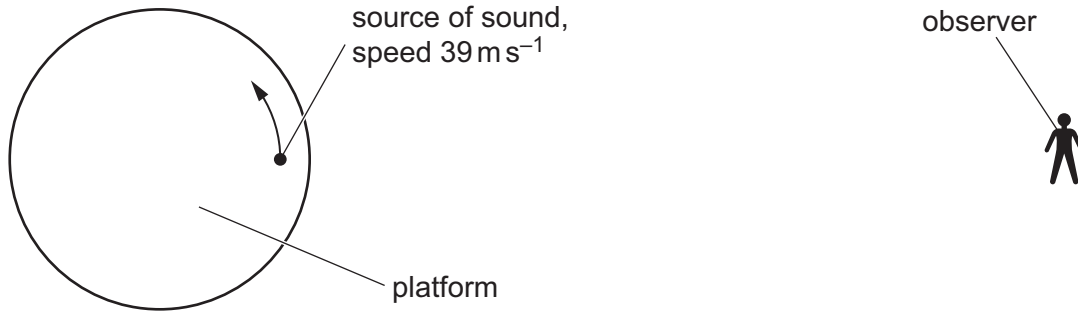 source of sound,
speed 39 m s⁻¹
observer
platform